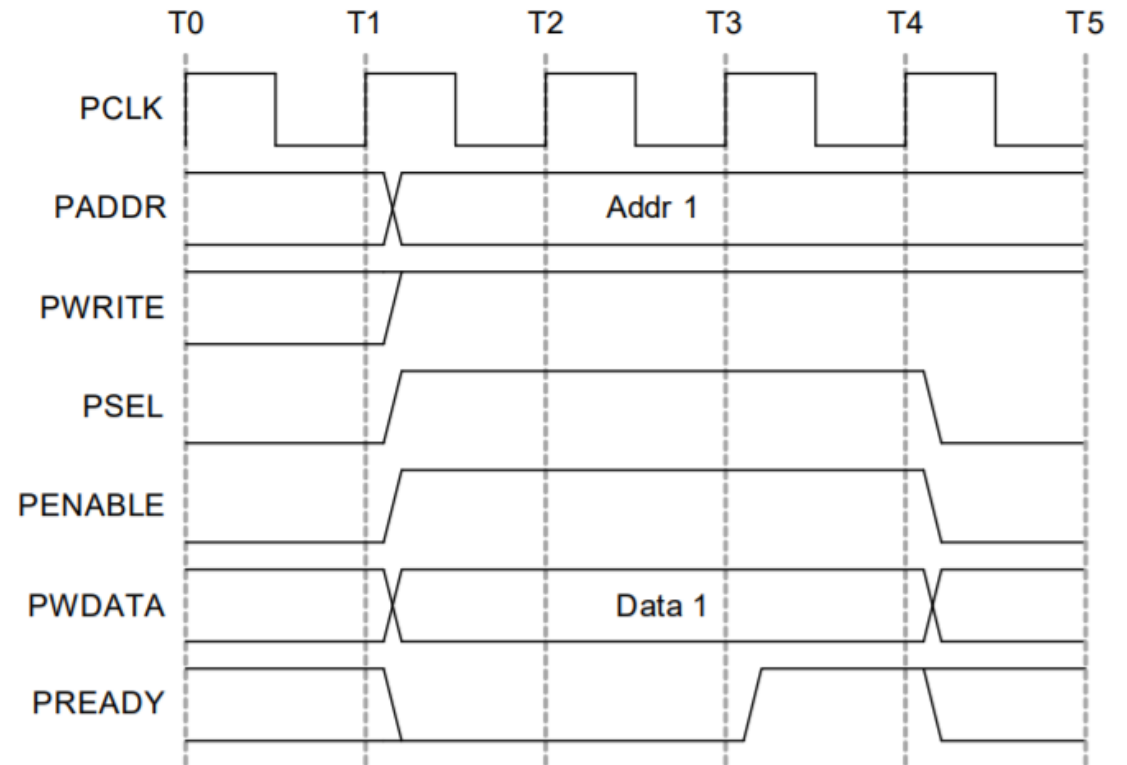 T0 T1 T2 T3 T4 T5
PCLK
PADDR Addr 1
PWRITE
PSEL
PENABLE
PWDATA Data 1
PREADY